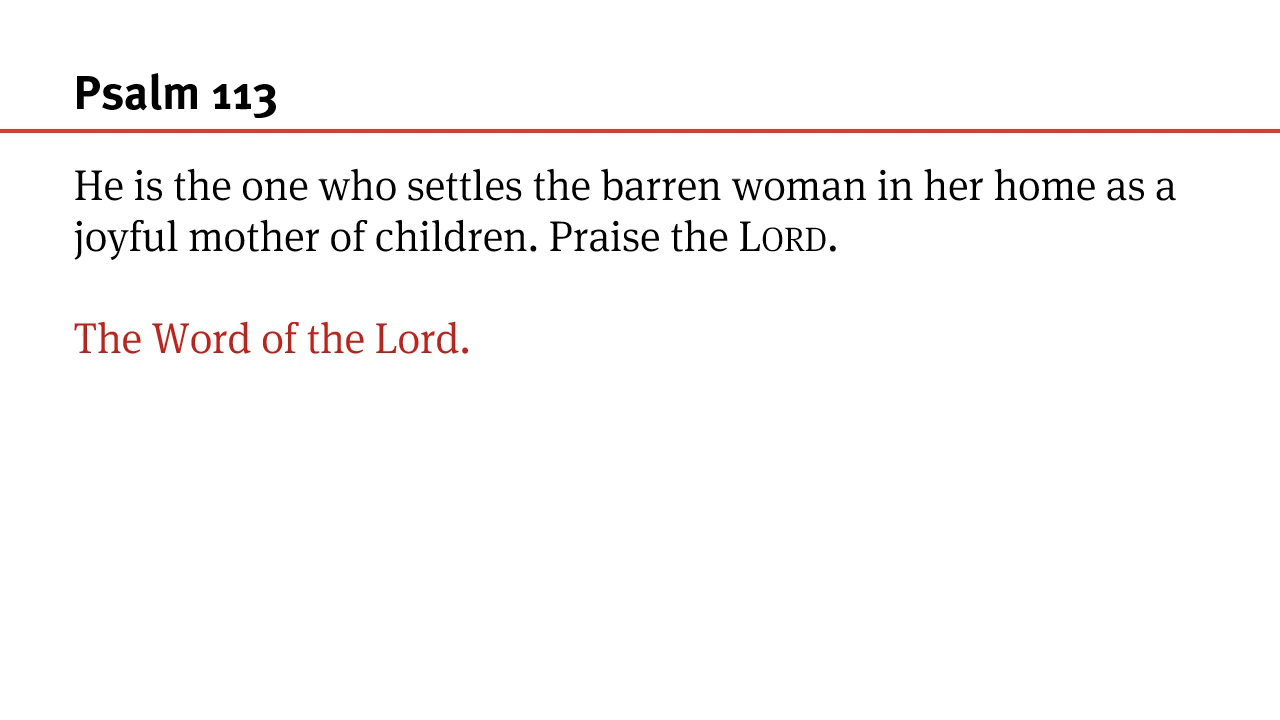 Psalm 113
He is the one who settles the barren woman in her home as a
joyful mother of children. Praise the LORD.
The Word of the Lord.